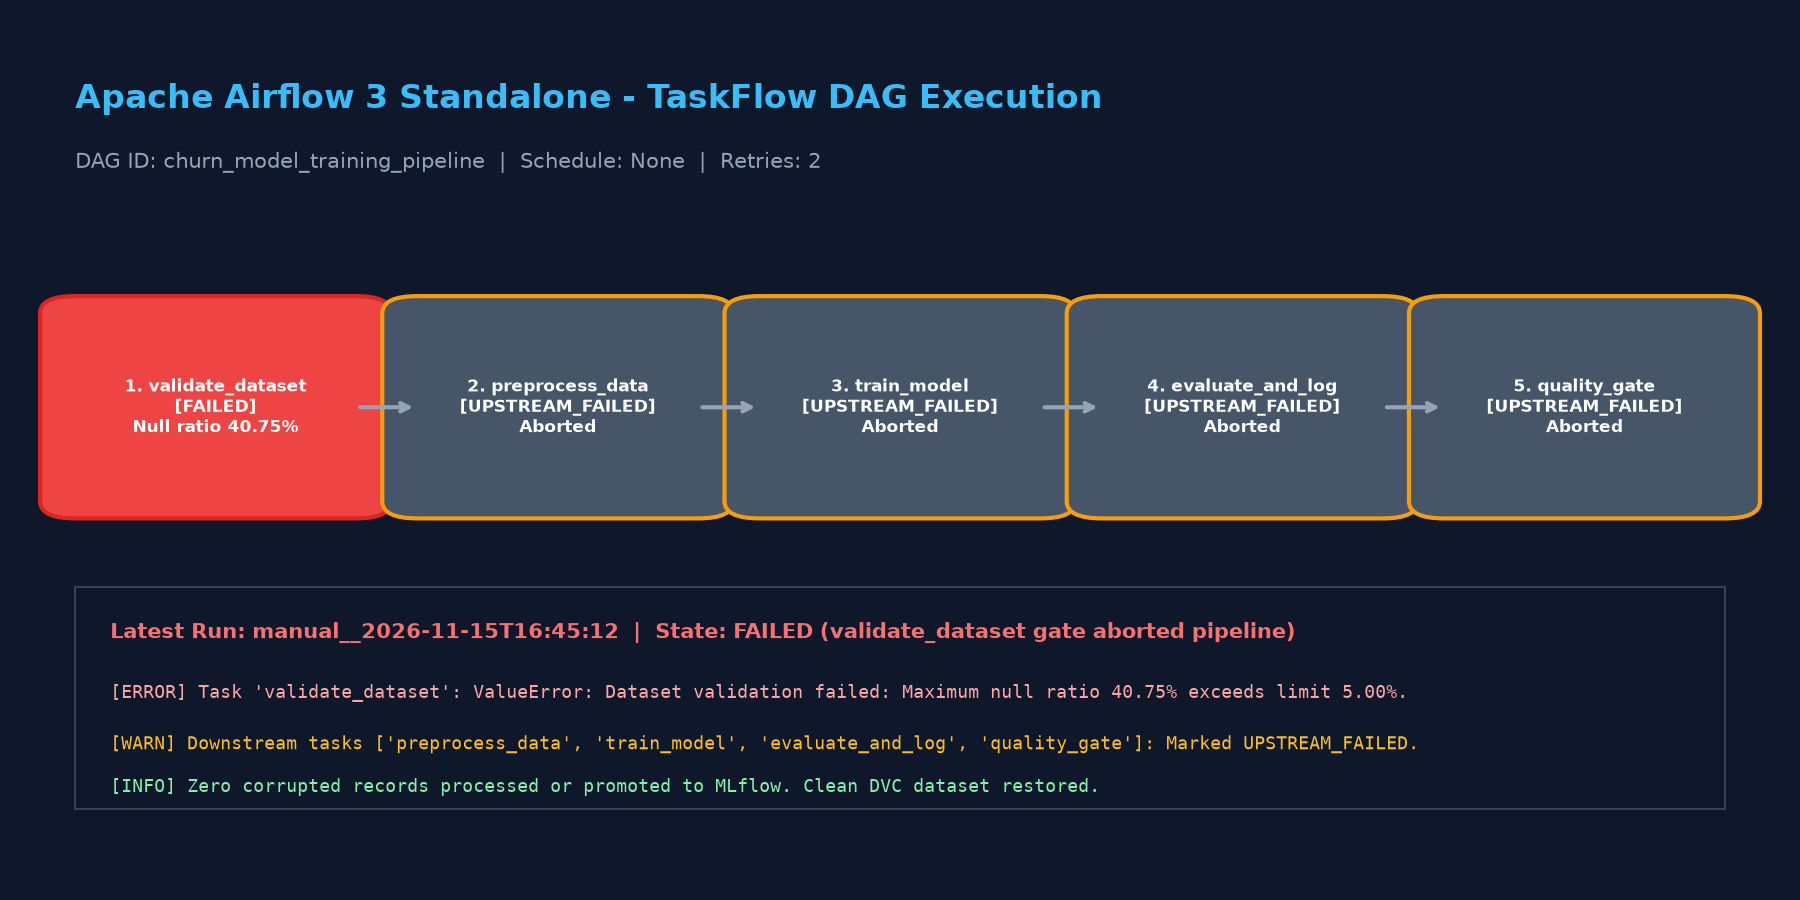 Apache Airflow 3 Standalone - TaskFlow DAG Execution
DAG ID: churn_model_training_pipeline | Schedule: None | Retries: 2
1. validate_dataset
[FAILED]
Null ratio 40.75%
2. preprocess_data
[UPSTREAM_FAILED]
Aborted
3. train_model
[UPSTREAM_FAILED]
Aborted
4. evaluate_and_log
[UPSTREAM_FAILED]
Aborted
5. quality_gate
[UPSTREAM_FAILED]
Aborted
Latest Run: manual__2026-11-15T16:45:12 | State: FAILED (validate_dataset gate aborted pipeline)
[ERROR] Task 'validate_dataset': ValueError: Dataset validation failed: Maximum null ratio 40.75% exceeds limit 5.00%.
[WARN] Downstream tasks ['preprocess_data', 'train_model', 'evaluate_and_log', 'quality_gate']: Marked UPSTREAM_FAILED.
[INFO] Zero corrupted records processed or promoted to MLflow. Clean DVC dataset restored.